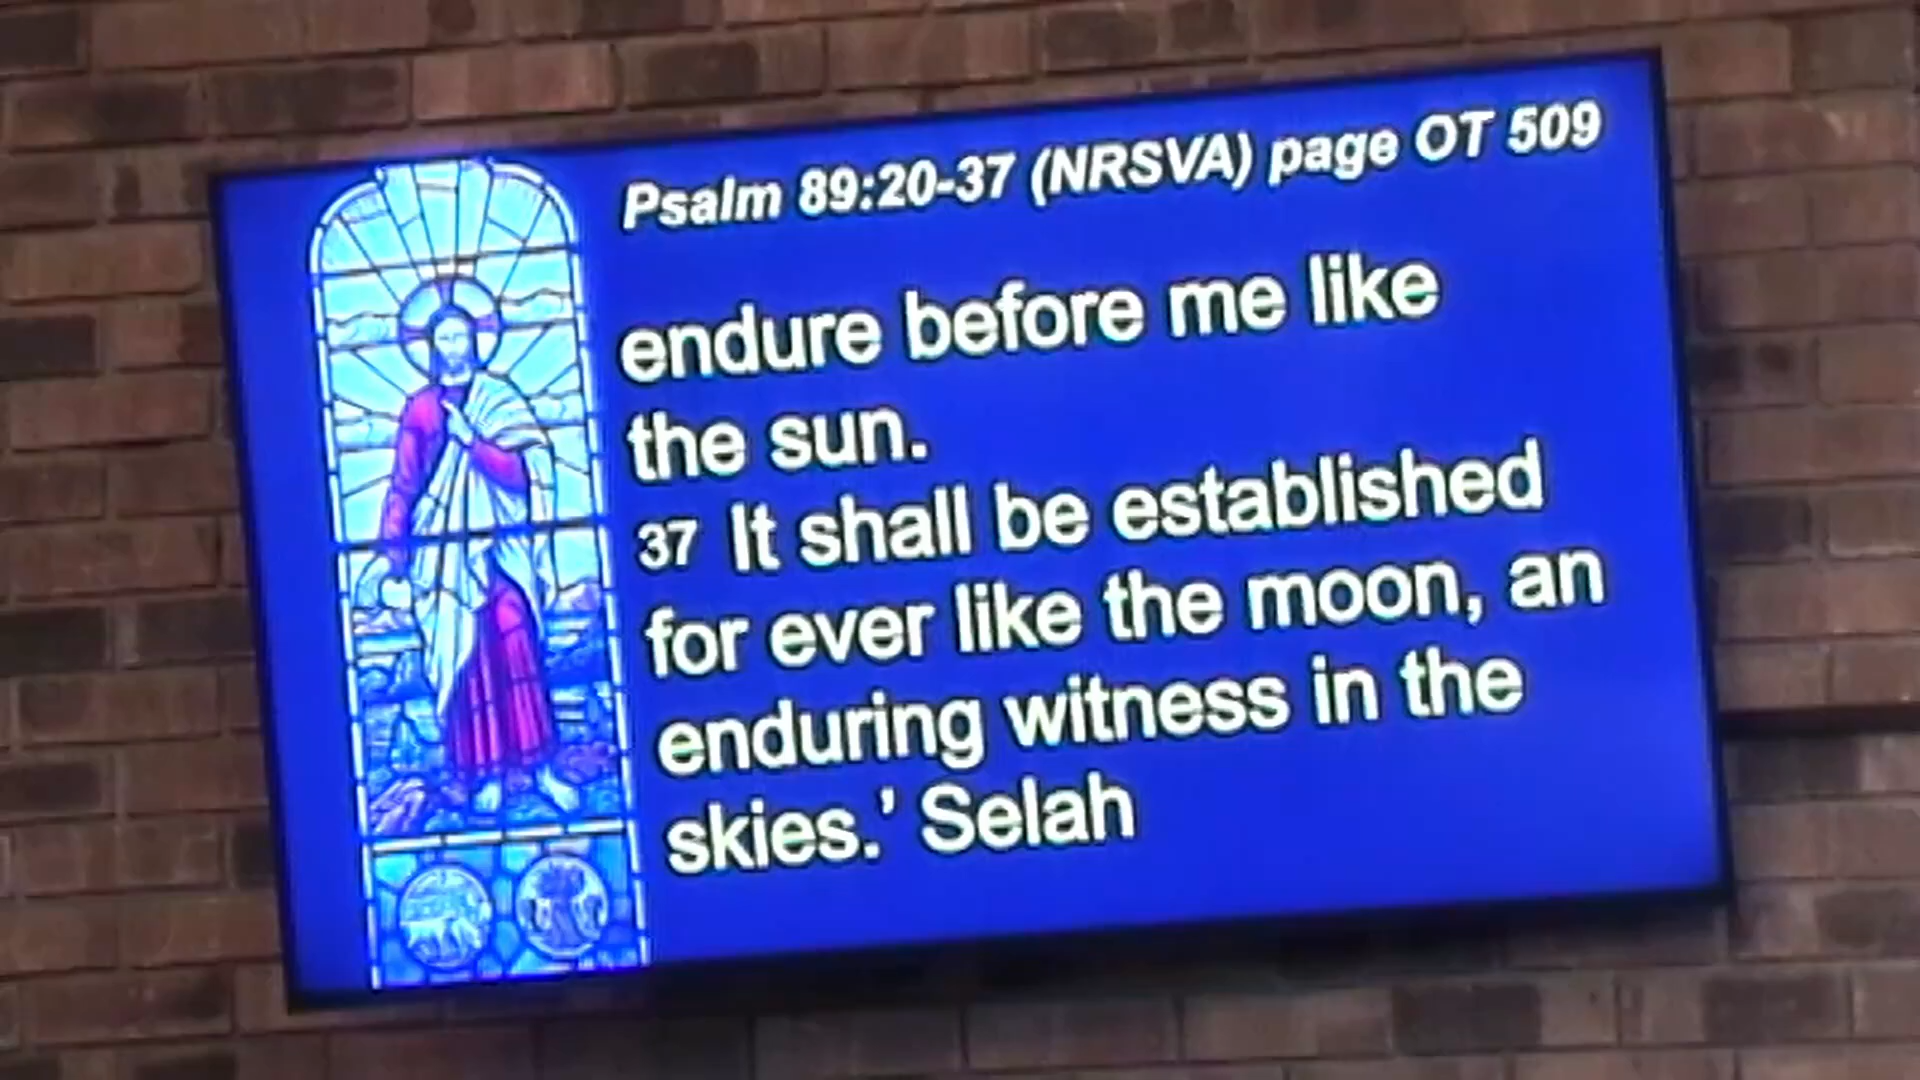 Psalm 89:20-37 (NRSVA) page OT 509
endure before me like
the sun.
37 It shall be established
for ever like the moon, an
enduring witness in the
skies.’ Selah